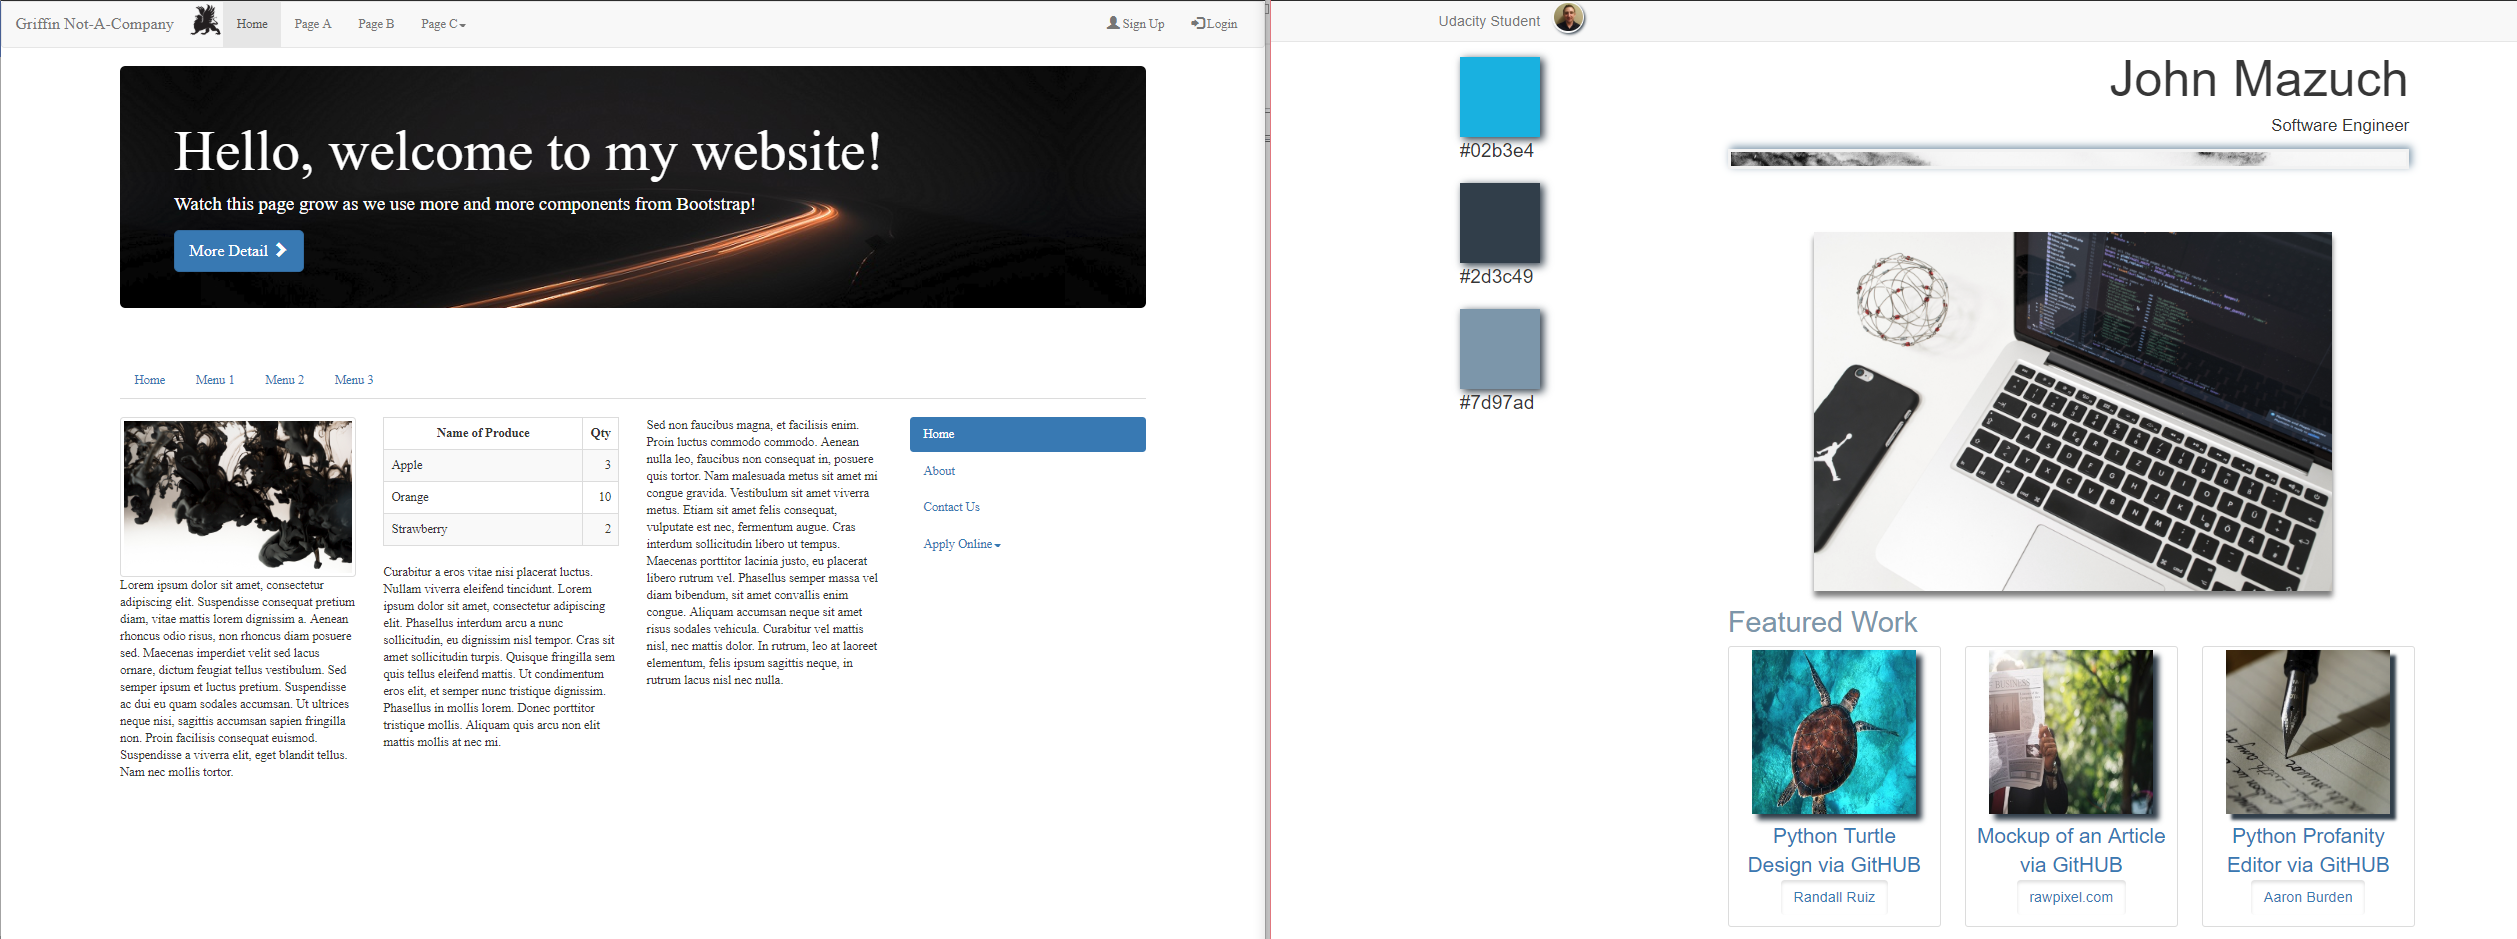 Griffin Not-A-Company
Home
Page A
Page B
Page C
Sign Up
Login
Hello, welcome to my website!
Watch this page grow as we use more and more components from Bootstrap!
More Detail
Home
Menu 1
Menu 2
Menu 3
Lorem ipsum dolor sit amet, consectetur
adipiscing elit. Suspendisse consequat pretium
diam, vitae mattis lorem dignissim a. Aenean
rhoncus odio risus, non rhoncus diam posuere
sed. Maecenas imperdiet velit sed lacus
ornare, dictum feugiat tellus vestibulum. Sed
semper ipsum et luctus pretium. Suspendisse
ac dui eu quam sodales accumsan. Ut ultrices
neque nisi, sagittis accumsan sapien fringilla
non. Proin facilisis consequat euismod.
Suspendisse a viverra elit, eget blandit tellus.
Nam nec mollis tortor.
Name of Produce Qty
Apple 3
Orange 10
Strawberry 2
Curabitur a eros vitae nisi placerat luctus.
Nullam viverra eleifend tincidunt. Lorem
ipsum dolor sit amet, consectetur adipiscing
elit. Phasellus interdum arcu a nunc
sollicitudin, eu dignissim nisl tempor. Cras sit
amet sollicitudin turpis. Quisque fringilla sem
quis tellus eleifend mattis. Ut condimentum
eros elit, et semper nunc tristique dignissim.
Phasellus in mollis lorem. Donec porttitor
tristique mollis. Aliquam quis arcu non elit
mattis mollis at nec mi.
Sed non faucibus magna, et facilisis enim.
Proin luctus commodo commodo. Aenean
nulla leo, faucibus non consequat in, posuere
quis tortor. Nam malesuada metus sit amet mi
congue gravida. Vestibulum sit amet viverra
metus. Etiam sit amet felis consequat,
vulputate est nec, fermentum augue. Cras
interdum sollicitudin libero ut tempus.
Maecenas porttitor lacinia justo, eu placerat
libero rutrum vel. Phasellus semper massa vel
diam bibendum, sit amet convallis enim
congue. Aliquam accumsan neque sit amet
risus sodales vehicula. Curabitur vel mattis
nisl, nec mattis dolor. In rutrum, leo at laoreet
elementum, felis ipsum sagittis neque, in
rutrum lacus nisl nec nulla.
Home
About
Contact Us
Apply Online
Udacity Student
#02b3e4
#2d3c49
#7d97ad
John Mazuch
Software Engineer
Featured Work
Python Turtle
Design via GitHUB
Randall Ruiz
BUSINESS
Mockup of an Article
via GitHUB
rawpixel.com
Python Profanity
Editor via GitHUB
Aaron Burden